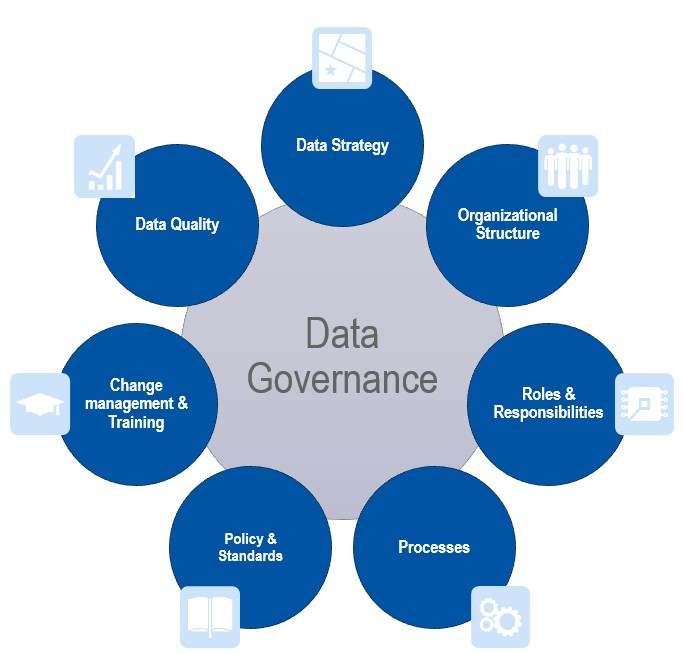 Data Strategy
Organizational
Structure
Roles &
Responsibilities
Processes
Policy &
Standards
Change
management &
Training
Data Quality
Data
Governance